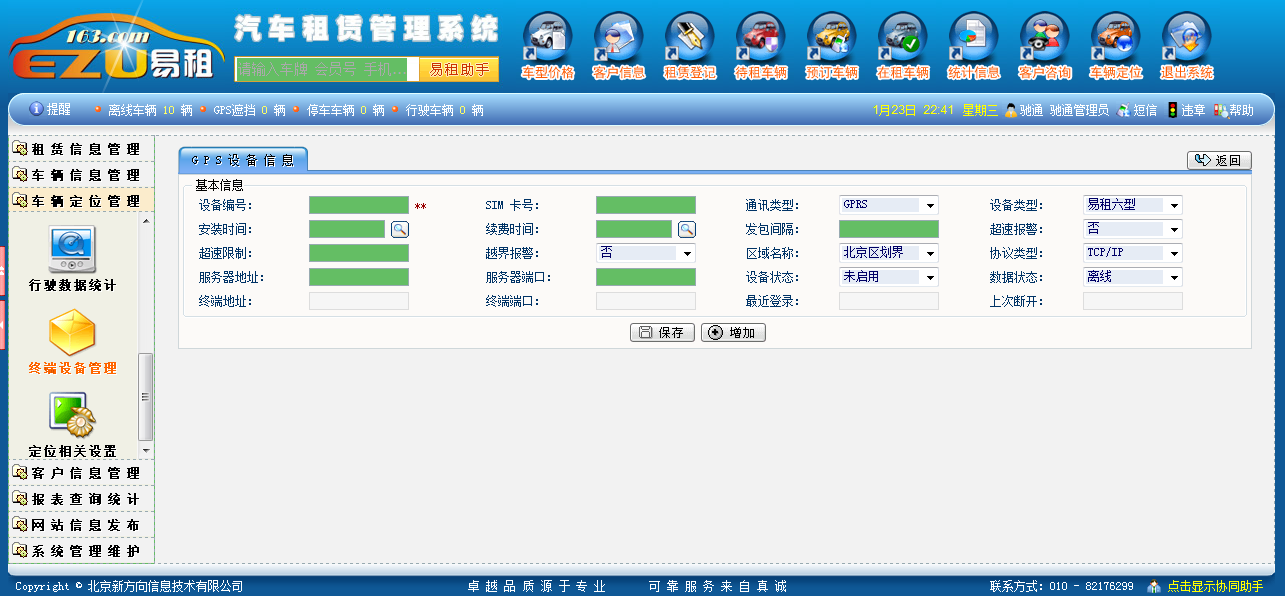 163.com
EZU易租
汽车租赁管理系统
请输入车牌 会员号 手机... 易租助手
车型价格 客户信息 租赁登记 待租车辆 预订车辆 在租车辆 统计信息 客户咨询 车辆定位 退出系统
提醒 离线车辆 10 辆 GPS遮挡 0 辆 停车车辆 0 辆 行驶车辆 0 辆 1月23日 22:41 星期三 驰通 驰通管理员 短信 违章 帮助
租赁信息管理
车辆信息管理
车辆定位管理
行驶数据统计
终端设备管理
定位相关设置
客户信息管理
报表查询统计
网站信息发布
系统管理维护
GPS设备信息 返回
基本信息
设备编号: ** SIM 卡号: 通讯类型: GPRS 设备类型: 易租六型
安装时间: 续费时间: 发包间隔: 超速报警: 否
超速限制: 越界报警: 否 区域名称: 北京区划界 协议类型: TCP/IP
服务器地址: 服务器端口: 设备状态: 未启用 数据状态: 离线
终端地址: 终端端口: 最近登录: 上次断开:
保存 增加
Copyright © 北京新方向信息技术有限公司 卓越品质源于专业 可靠服务来自真诚 联系方式: 010 - 82176299 点击显示协同助手